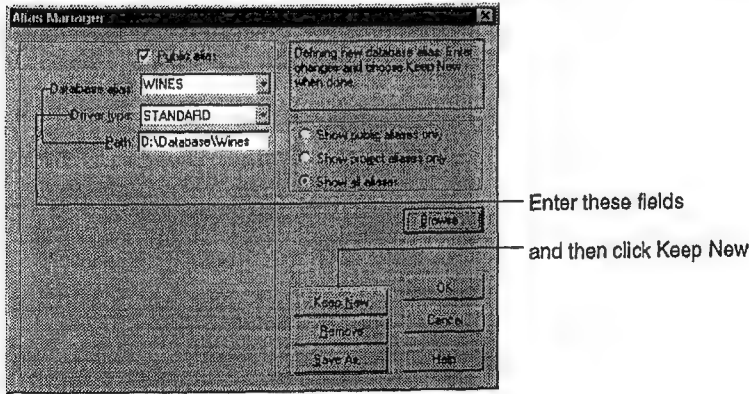 Alias Manager
Public alias
Database alias: WINES
Driver type: STANDARD
Path: D:\Database\Wines
Defining new database alias. Enter
changes and choose Keep New
when done.
Show public aliases only
Show project aliases only
Show all aliases
Browse...
Keep New
Remove
Save As...
OK
Cancel
Help
Enter these fields
and then click Keep New